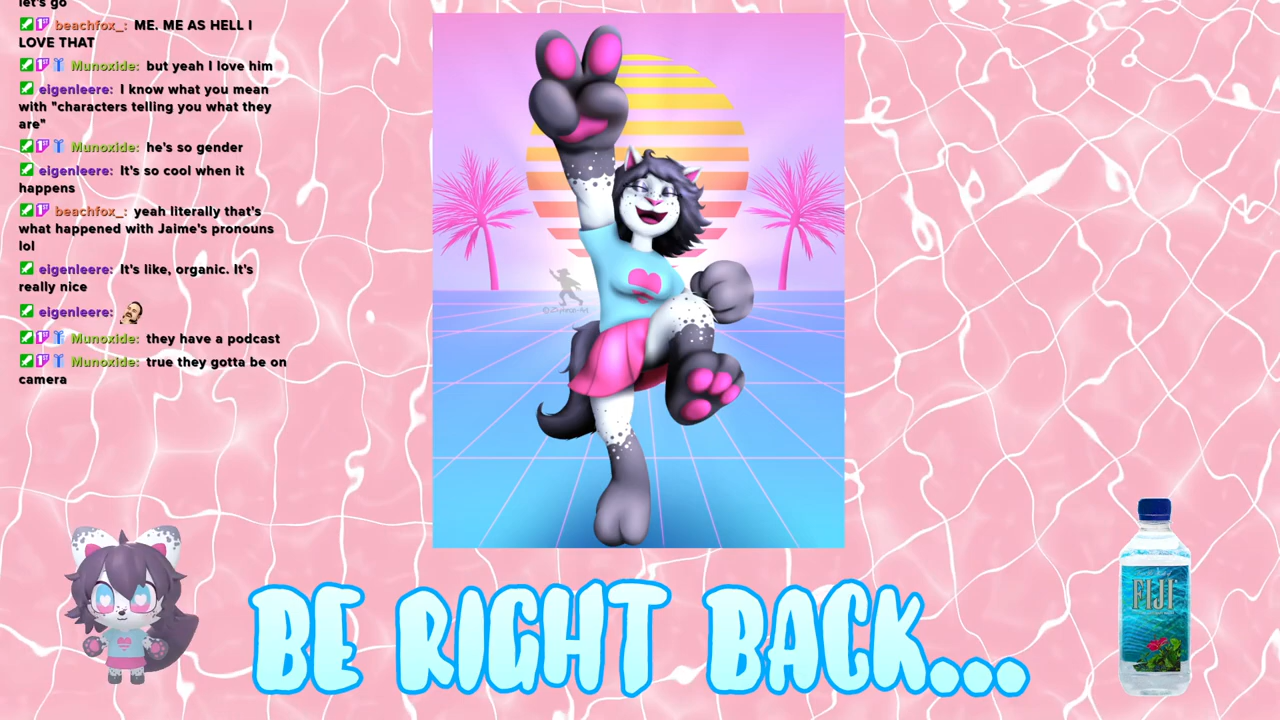 let's go
beachfox_: ME. ME AS HELL I
LOVE THAT
Munoxide: but yeah I love him
eigenleere: I know what you mean
with "characters telling you what they
are"
Munoxide: he's so gender
eigenleere: It's so cool when it
happens
beachfox_: yeah literally that's
what happened with Jaime's pronouns
lol
eigenleere: It's like, organic. It's
really nice
eigenleere:
Munoxide: they have a podcast
Munoxide: true they gotta be on
camera
FIJI
BE RIGHT BACK...